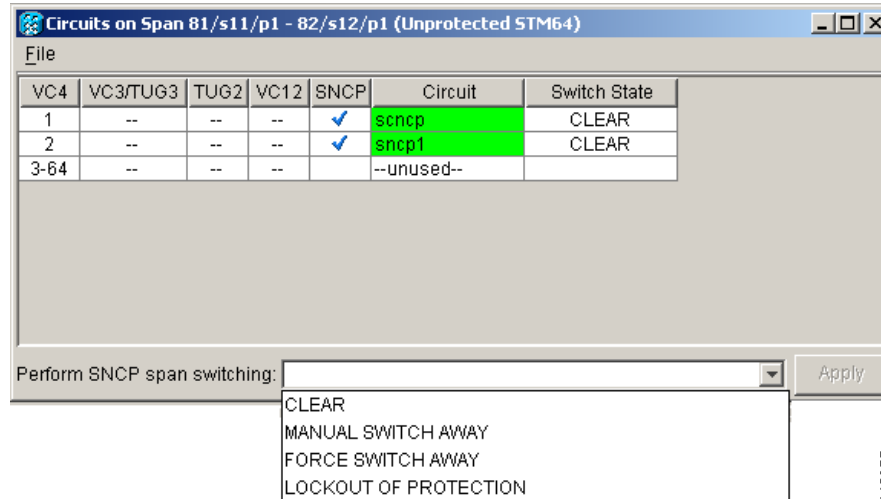 Circuits on Span 81/s11/p1 - 82/s12/p1 (Unprotected STM64)
File
VC4 VC3/TUG3 TUG2 VC12 SNCP Circuit Switch State
1 -- -- -- scncp CLEAR
2 -- -- -- sncp1 CLEAR
3-64 -- -- -- --unused--
Perform SNCP span switching: Apply
CLEAR
MANUAL SWITCH AWAY
FORCE SWITCH AWAY
LOCKOUT OF PROTECTION